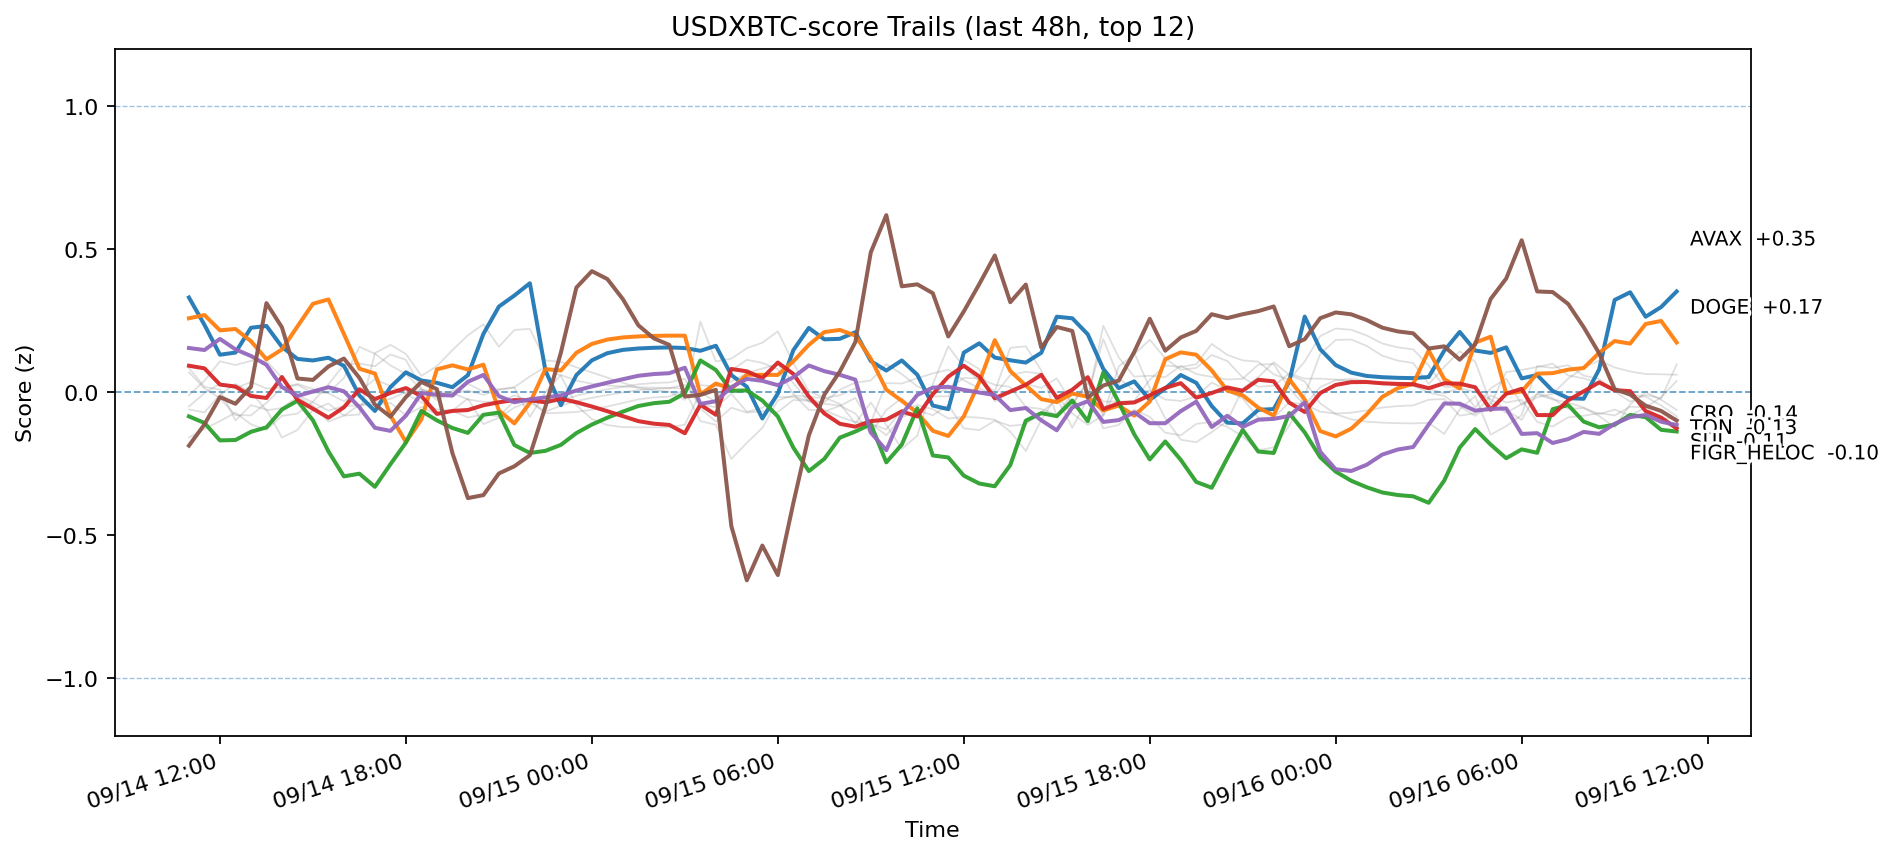 USDXBTC-score Trails (last 48h, top 12)
Score (z)
1.0
0.5
0.0
−0.5
−1.0
AVAX +0.35
DOGE +0.17
CRO -0.14
TON -0.13
-0.11
FIGR_HELOC -0.10
09/14 12:00
09/14 18:00
09/15 00:00
09/15 06:00
09/15 12:00
09/15 18:00
09/16 00:00
09/16 06:00
09/16 12:00
Time